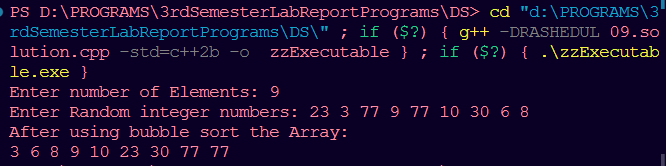 PS D:\PROGRAMS\3rdSemesterLabReportPrograms\DS> cd "d:\PROGRAMS\3
rdSemesterLabReportPrograms\DS\" ; if ($?) { g++ -DRASHEDUL 09.so
lution.cpp -std=c++2b -o  zzExecutable } ; if ($?) { .\zzExecutab
le.exe }
Enter number of Elements: 9
Enter Random integer numbers: 23 3 77 9 77 10 30 6 8
After using bubble sort the Array:
3 6 8 9 10 23 30 77 77